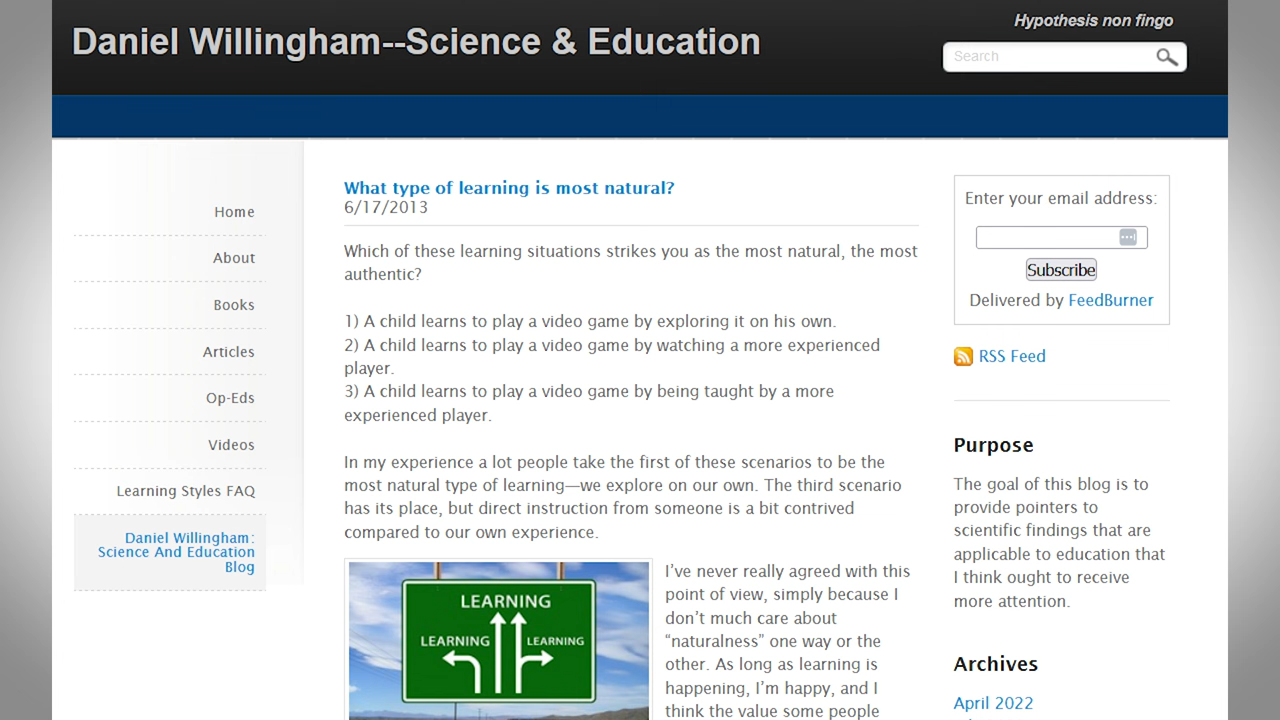 Daniel Willingham--Science & Education
Hypothesis non fingo
Search
Home
About
Books
Articles
Op-Eds
Videos
Learning Styles FAQ
Daniel Willingham:
Science And Education
Blog
What type of learning is most natural?
6/17/2013
Which of these learning situations strikes you as the most natural, the most
authentic?
1) A child learns to play a video game by exploring it on his own.
2) A child learns to play a video game by watching a more experienced
player.
3) A child learns to play a video game by being taught by a more
experienced player.
In my experience a lot people take the first of these scenarios to be the
most natural type of learning—we explore on our own. The third scenario
has its place, but direct instruction from someone is a bit contrived
compared to our own experience.
LEARNING
LEARNING
LEARNING
I've never really agreed with this
point of view, simply because I
don't much care about
“naturalness” one way or the
other. As long as learning is
happening, I'm happy, and I
think the value some people
Enter your email address:
Subscribe
Delivered by FeedBurner
RSS Feed
Purpose
The goal of this blog is to
provide pointers to
scientific findings that are
applicable to education that
I think ought to receive
more attention.
Archives
April 2022